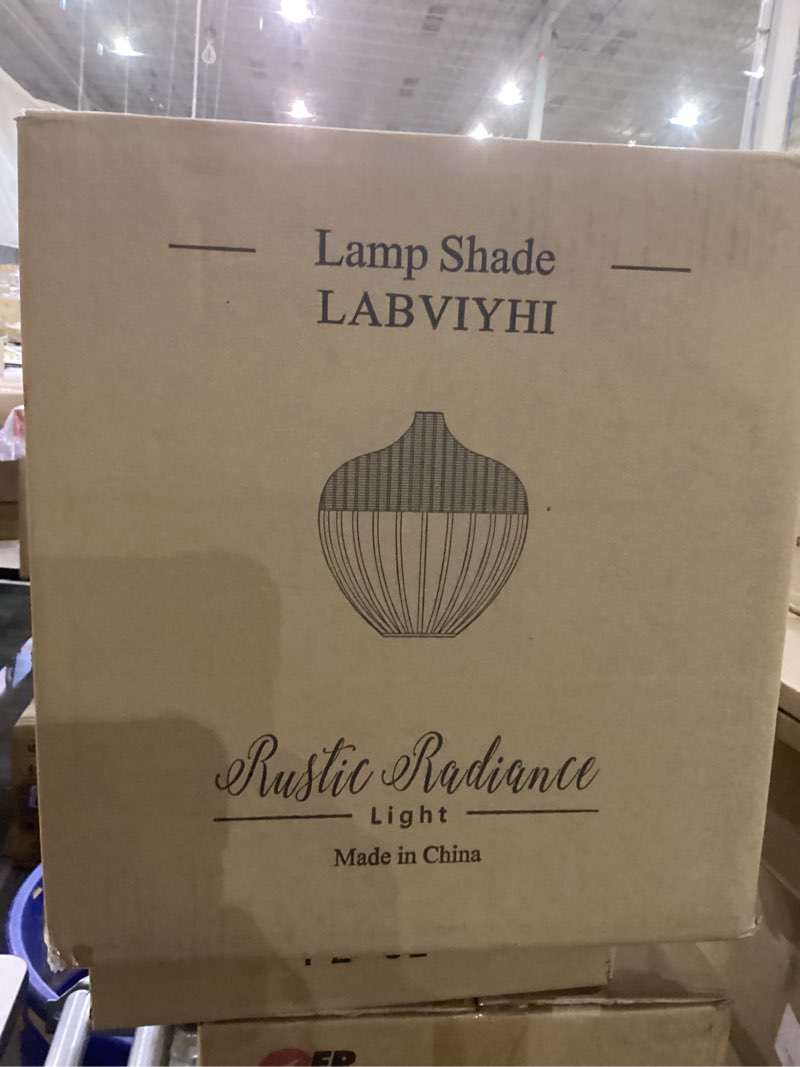 Lamp Shade
LABVIYHI
Rustic Radiance
Light
Made in China